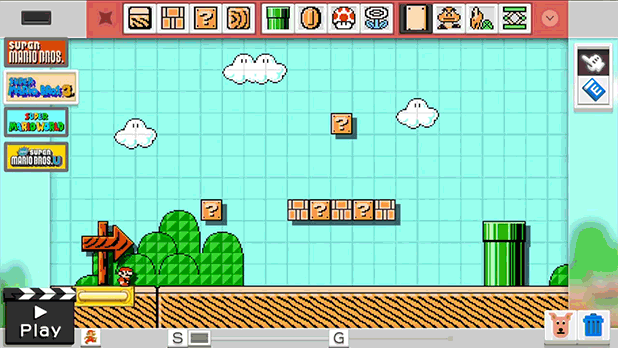 SUPER
MARIO BROS.
SUPER
MARIO BROS. 3
SUPER
MARIO WORLD
NEW SUPER
MARIO BROS. U
?
?
?
? ?
E
Play
S
G